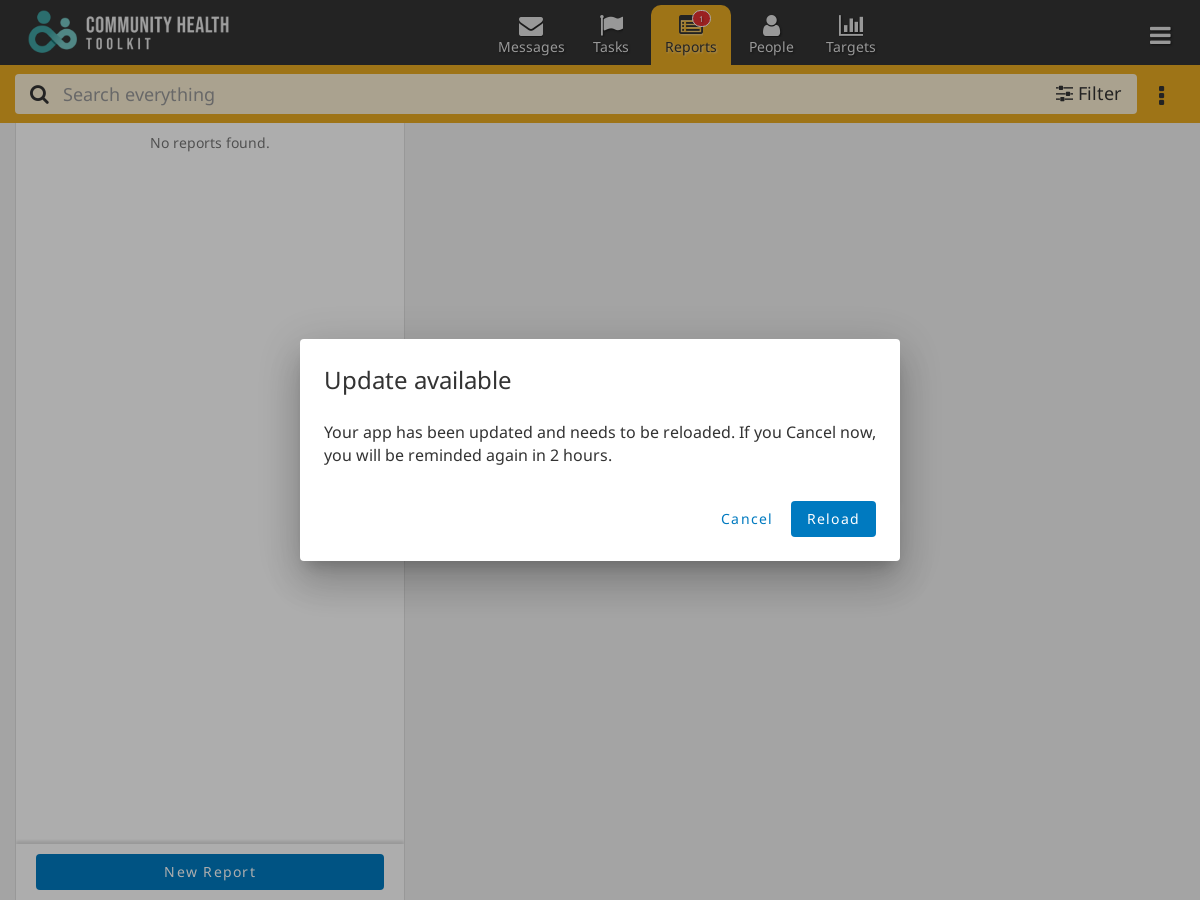 COMMUNITY HEALTH
TOOLKIT
Messages
Tasks
1
Reports
People
Targets
Search everything
Filter
No reports found.
Update available
Your app has been updated and needs to be reloaded. If you Cancel now,
you will be reminded again in 2 hours.
Cancel
Reload
New Report